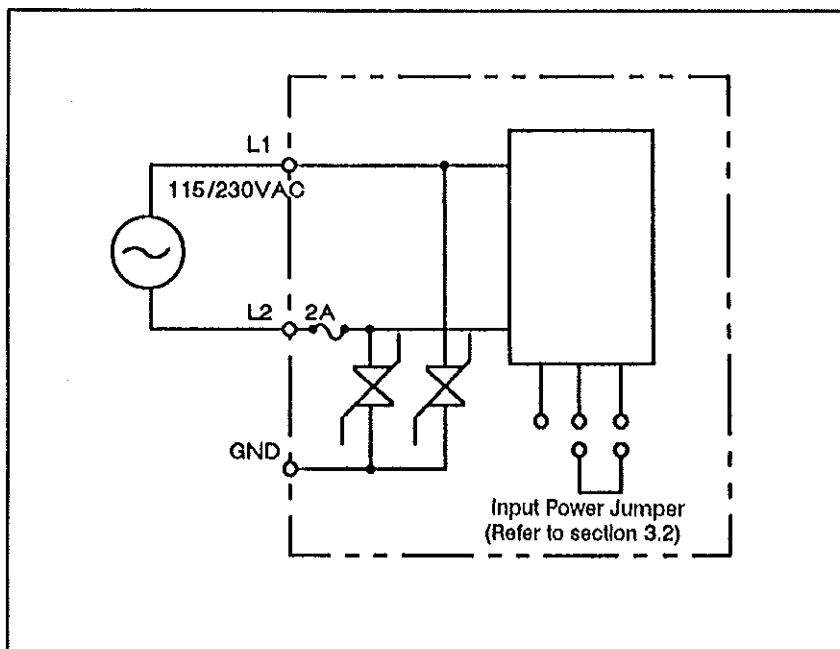 L1
115/230VAC
L2
2A
GND
Input Power Jumper
(Refer to section 3.2)